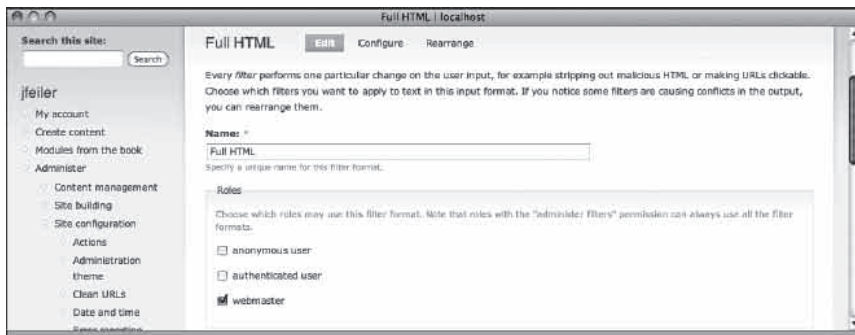 Full HTML | localhost
Search this site:
Search
jfeiler
My account
Create content
Modules from the book
Administer
Content management
Site building
Site configuration
Actions
Administration
theme
Clean URLs
Date and time
Error reporting
Full HTML Edit Configure Rearrange
Every filter performs one particular change on the user input, for example stripping out malicious HTML or making URLs clickable.
Choose which filters you want to apply to text in this input format. If you notice some filters are causing conflicts in the output,
you can rearrange them.
Name: *
Full HTML
Specify a unique name for this filter format.
Roles
Choose which roles may use this filter format. Note that roles with the "administer filters" permission can always use all the filter
formats.
anonymous user
authenticated user
webmaster